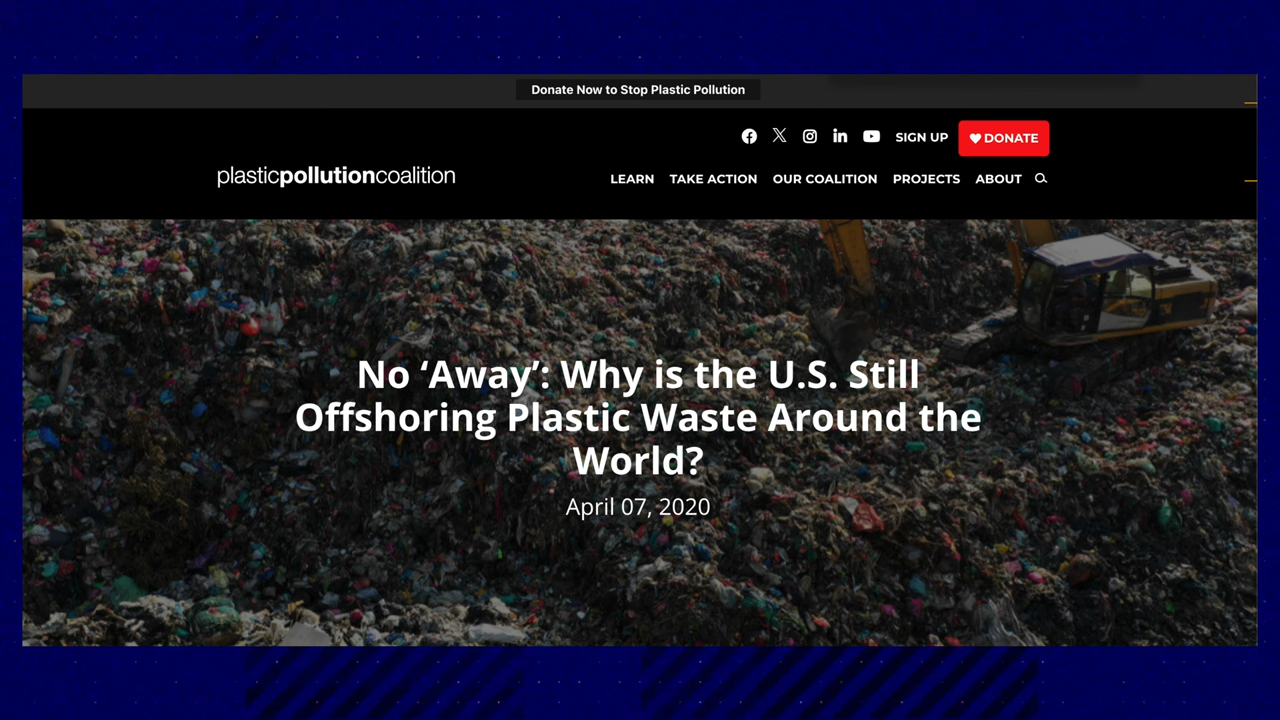 Donate Now to Stop Plastic Pollution
SIGN UP
DONATE
plasticpollutioncoalition
LEARN TAKE ACTION OUR COALITION PROJECTS ABOUT
No ‘Away’: Why is the U.S. Still
Offshoring Plastic Waste Around the
World?
April 07, 2020